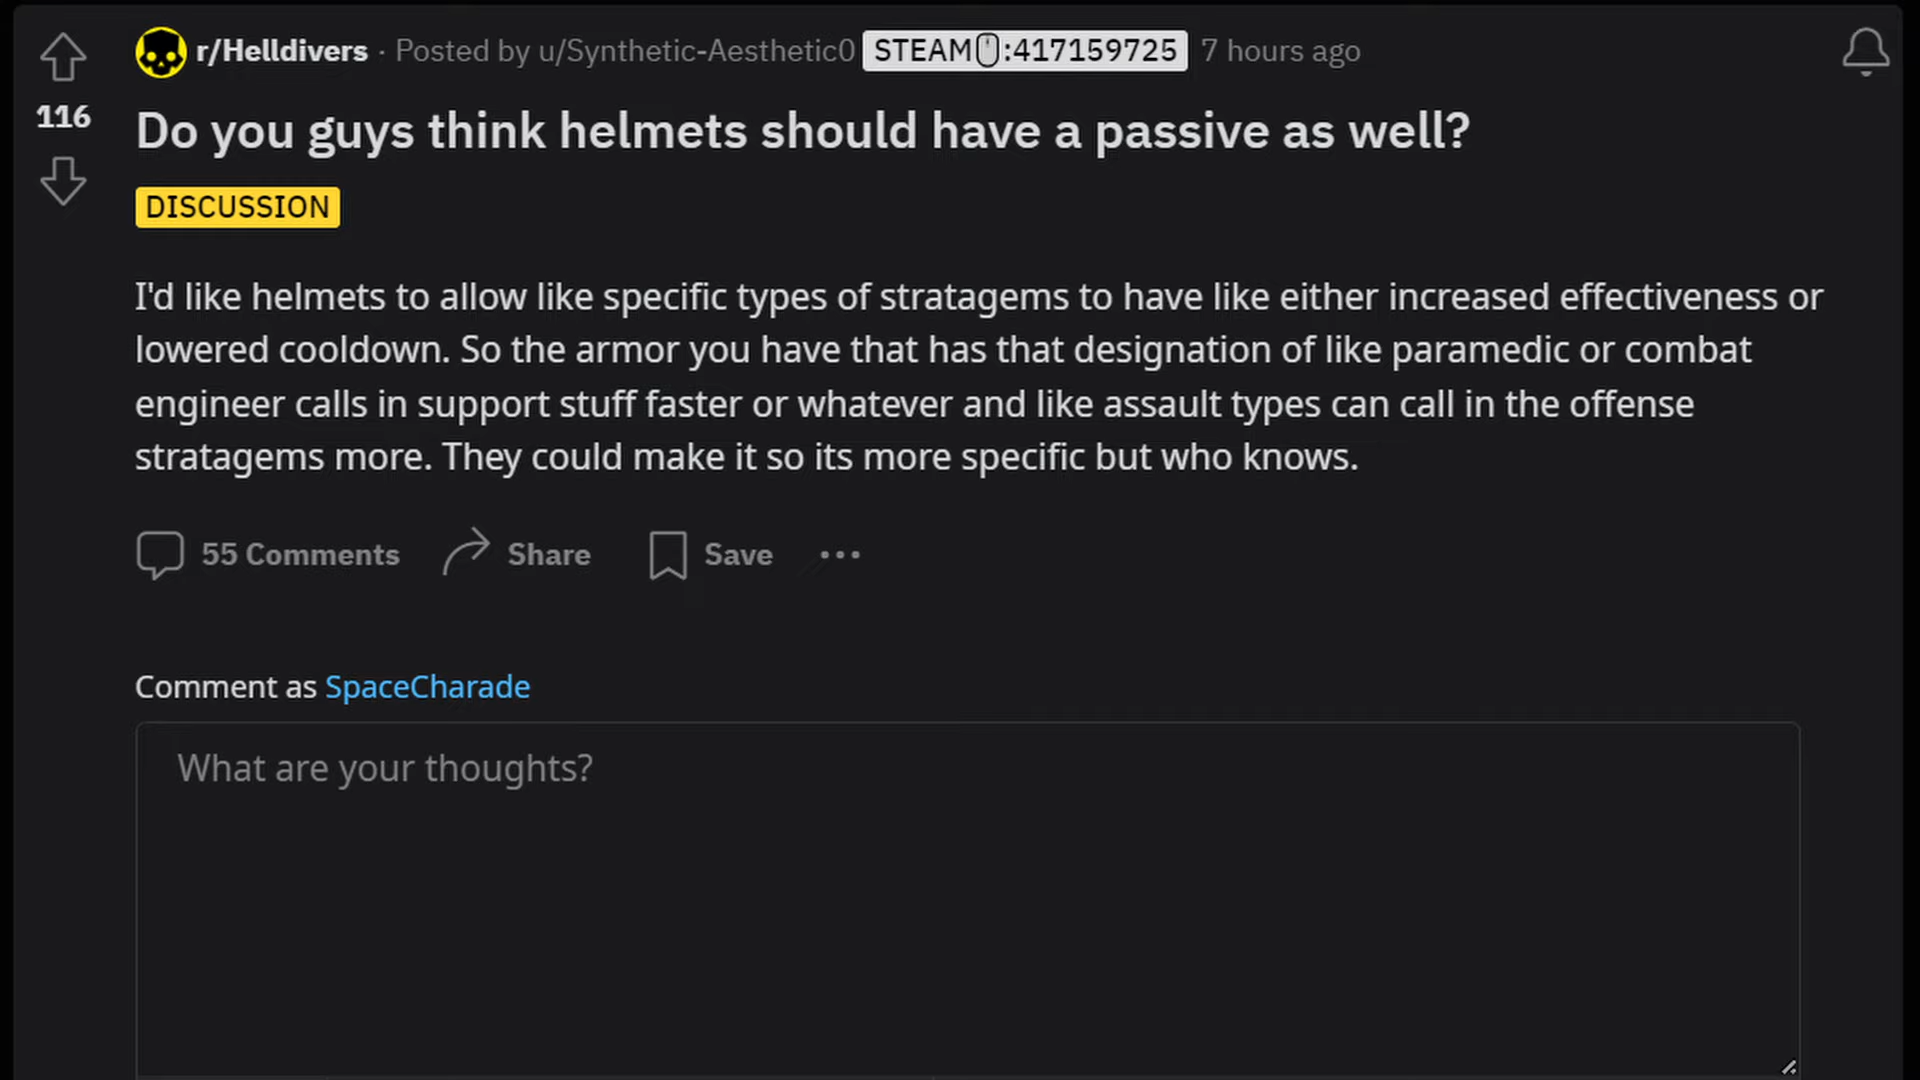 r/Helldivers · Posted by u/Synthetic-Aesthetic0 STEAM🖱:417159725 7 hours ago
116
Do you guys think helmets should have a passive as well?
DISCUSSION
I'd like helmets to allow like specific types of stratagems to have like either increased effectiveness or
lowered cooldown. So the armor you have that has that designation of like paramedic or combat
engineer calls in support stuff faster or whatever and like assault types can call in the offense
stratagems more. They could make it so its more specific but who knows.
55 Comments Share Save ...
Comment as SpaceCharade
What are your thoughts?